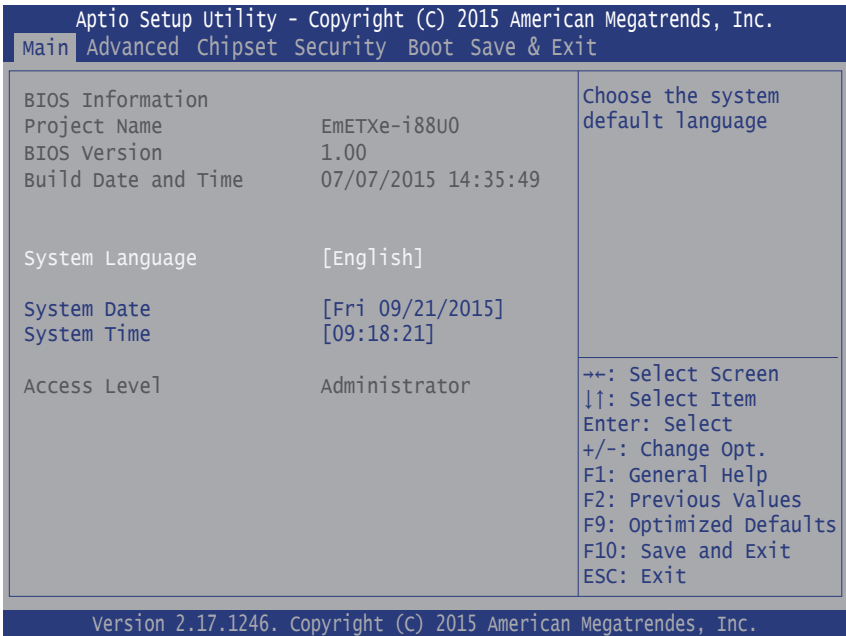 Aptio Setup Utility - Copyright (C) 2015 American Megatrends, Inc.
Main Advanced Chipset Security Boot Save & Exit
BIOS Information
Project Name EmETXe-i88U0
BIOS Version 1.00
Build Date and Time 07/07/2015 14:35:49
System Language [English]
System Date [Fri 09/21/2015]
System Time [09:18:21]
Access Level Administrator
Choose the system
default language
→←: Select Screen
↓↑: Select Item
Enter: Select
+/-: Change Opt.
F1: General Help
F2: Previous Values
F9: Optimized Defaults
F10: Save and Exit
ESC: Exit
Version 2.17.1246. Copyright (C) 2015 American Megatrendes, Inc.